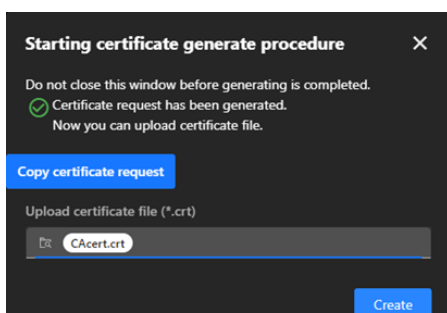 Starting certificate generate procedure
Do not close this window before generating is completed.
Certificate request has been generated.
Now you can upload certificate file.
Copy certificate request
Upload certificate file (*.crt)
CAcert.crt
Create